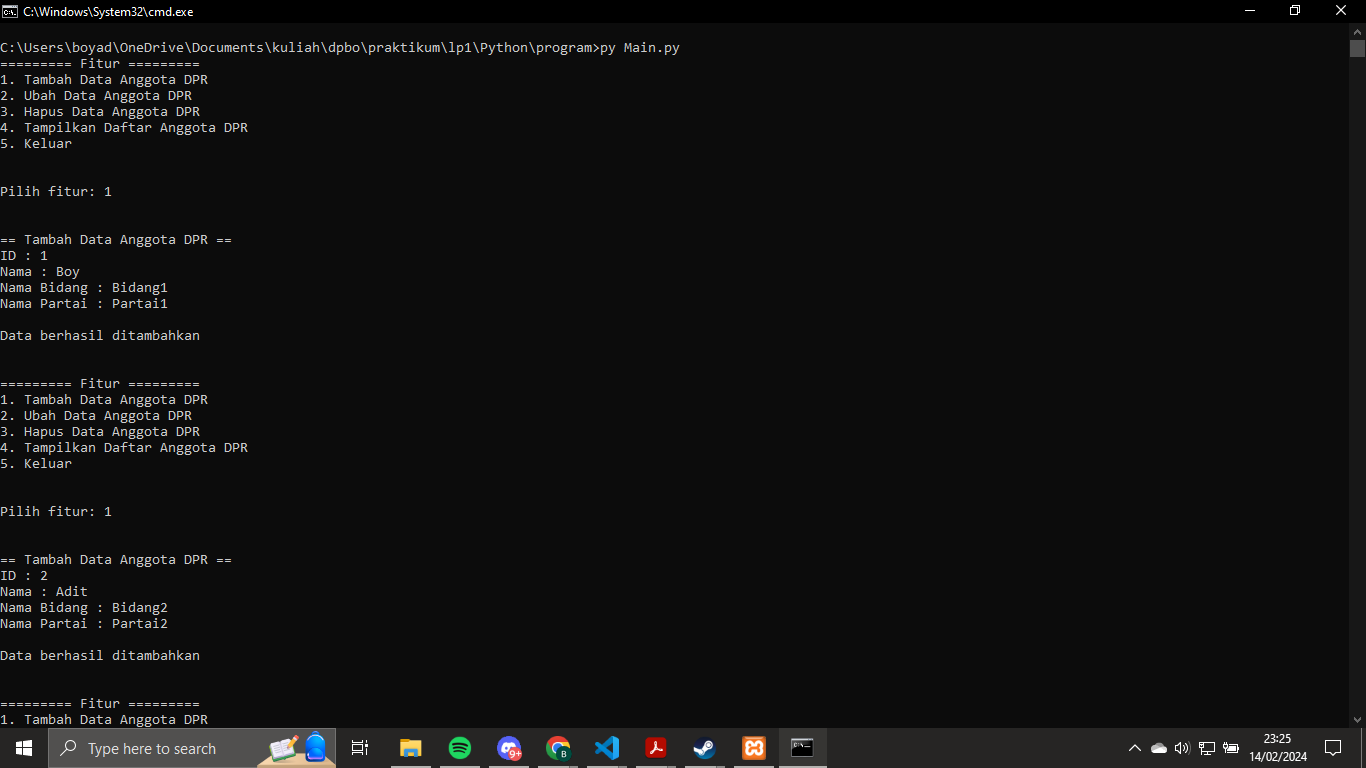 C:\Windows\System32\cmd.exe
C:\Users\boyad\OneDrive\Documents\kuliah\dpbo\praktikum\lp1\Python\program>py Main.py
========= Fitur =========
1. Tambah Data Anggota DPR
2. Ubah Data Anggota DPR
3. Hapus Data Anggota DPR
4. Tampilkan Daftar Anggota DPR
5. Keluar
Pilih fitur: 1
== Tambah Data Anggota DPR ==
ID : 1
Nama : Boy
Nama Bidang : Bidang1
Nama Partai : Partai1
Data berhasil ditambahkan
========= Fitur =========
1. Tambah Data Anggota DPR
2. Ubah Data Anggota DPR
3. Hapus Data Anggota DPR
4. Tampilkan Daftar Anggota DPR
5. Keluar
Pilih fitur: 1
== Tambah Data Anggota DPR ==
ID : 2
Nama : Adit
Nama Bidang : Bidang2
Nama Partai : Partai2
Data berhasil ditambahkan
========= Fitur =========
1. Tambah Data Anggota DPR
Type here to search
9+
B
23:25
14/02/2024